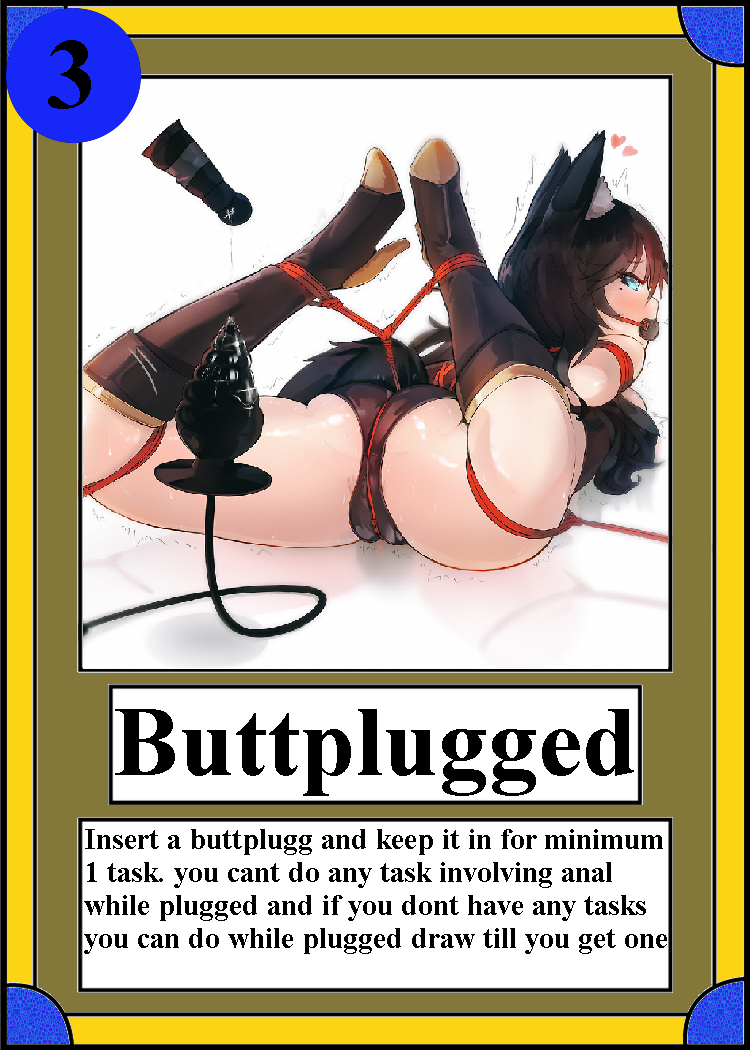 3
Buttplugged
Insert a buttplugg and keep it in for minimum
1 task. you cant do any task involving anal
while plugged and if you dont have any tasks
you can do while plugged draw till you get one